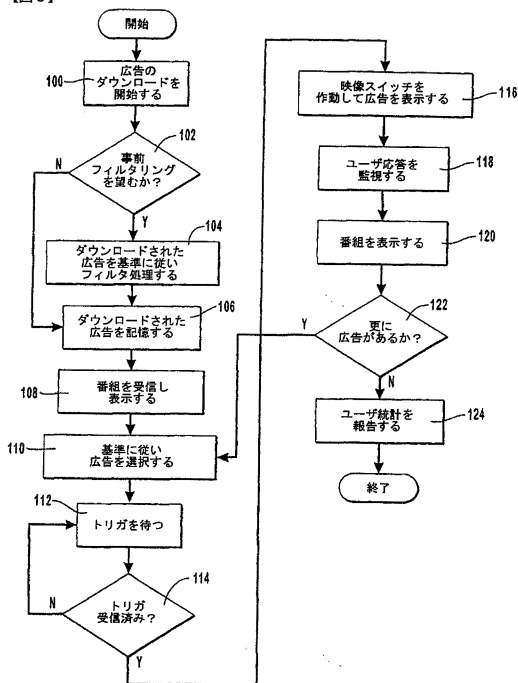 開始
100
広告の
ダウンロードを
開始する
102
事前
フィルタリング
を望むか?
N
Y
104
ダウンロードされた
広告を基準に従い
フィルタ処理する
106
ダウンロードされた
広告を記憶する
108
番組を受信し
表示する
110
基準に従い
広告を選択する
112
トリガを待つ
114
トリガ
受信済み?
N
Y
映像スイッチを
作動して広告を表示する
116
ユーザ応答を
監視する
118
番組を表示する
120
122
更に
広告があるか?
Y
N
ユーザ統計を
報告する
124
終了